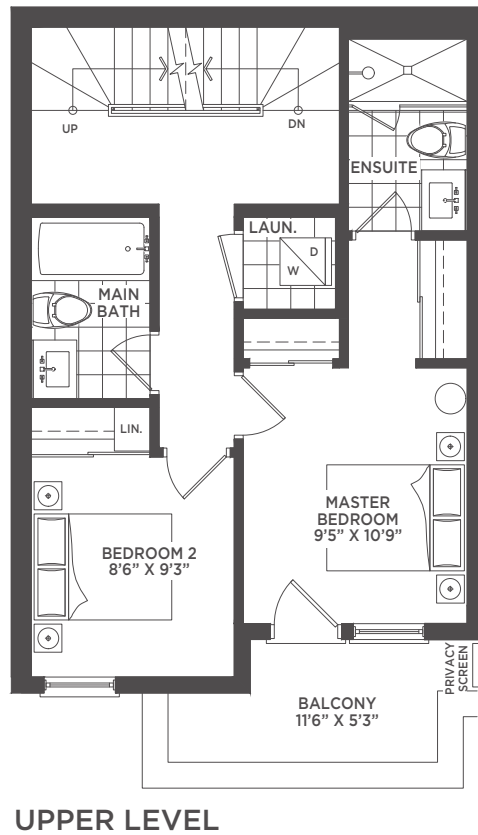 UP
DN
ENSUITE
LAUN.
D
W
MAIN
BATH
LIN.
MASTER
BEDROOM
9'5" X 10'9"
BEDROOM 2
8'6" X 9'3"
PRIVACY
SCREEN
BALCONY
11'6" X 5'3"
UPPER LEVEL